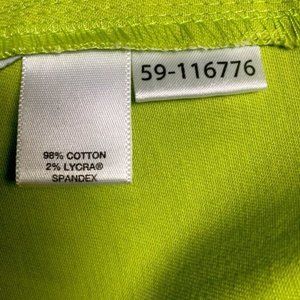 59-116776
98% COTTON
2% LYCRA®
SPANDEX